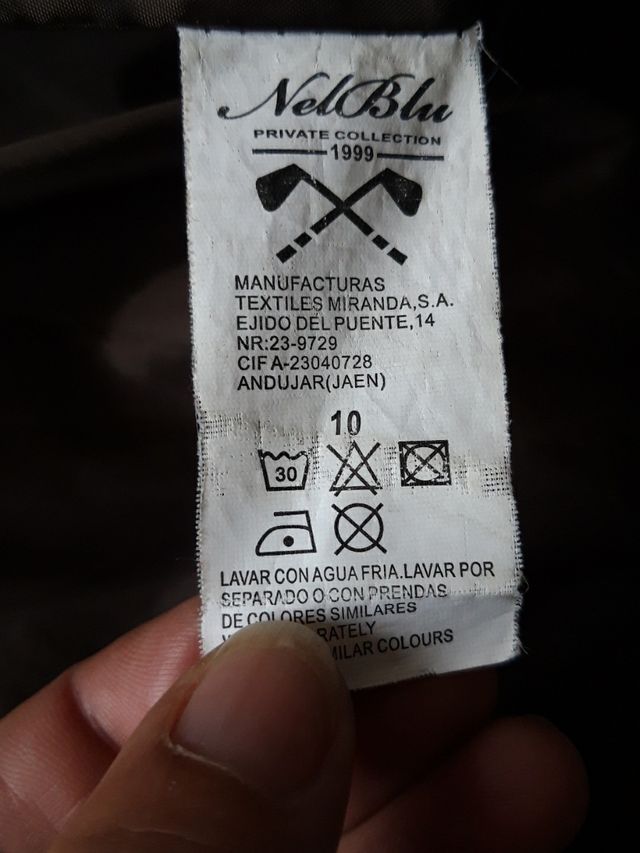 NelBlu
PRIVATE COLLECTION
1999
MANUFACTURAS
TEXTILES MIRANDA,S.A.
EJIDO DEL PUENTE,14
NR:23-9729
CIF A-23040728
ANDUJAR(JAEN)
10
30
LAVAR CON AGUA FRIA.LAVAR POR
SEPARADO O CON PRENDAS
DE COLORES SIMILARES
COLOURS